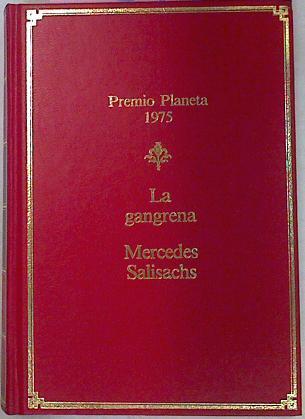 Premio Planeta
1975
La
gangrena
Mercedes
Salisachs